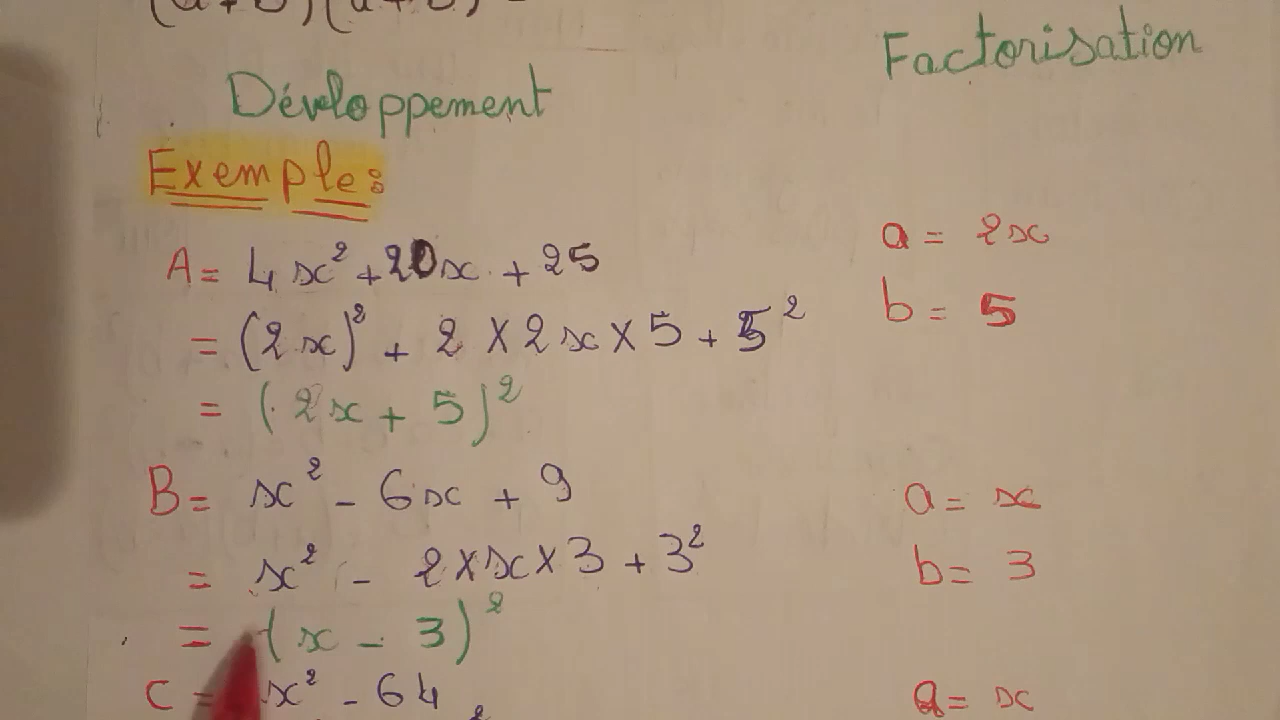 Factorisation
Développement
Exemple:
A = 4x² + 20x + 25
a = 2x
= (2x)² + 2 × 2x × 5 + 5²
b = 5
= (2x + 5)²
B = x² - 6x + 9
a = x
= x² - 2 × x × 3 + 3²
b = 3
= (x - 3)²
C = x² - 64
a = x